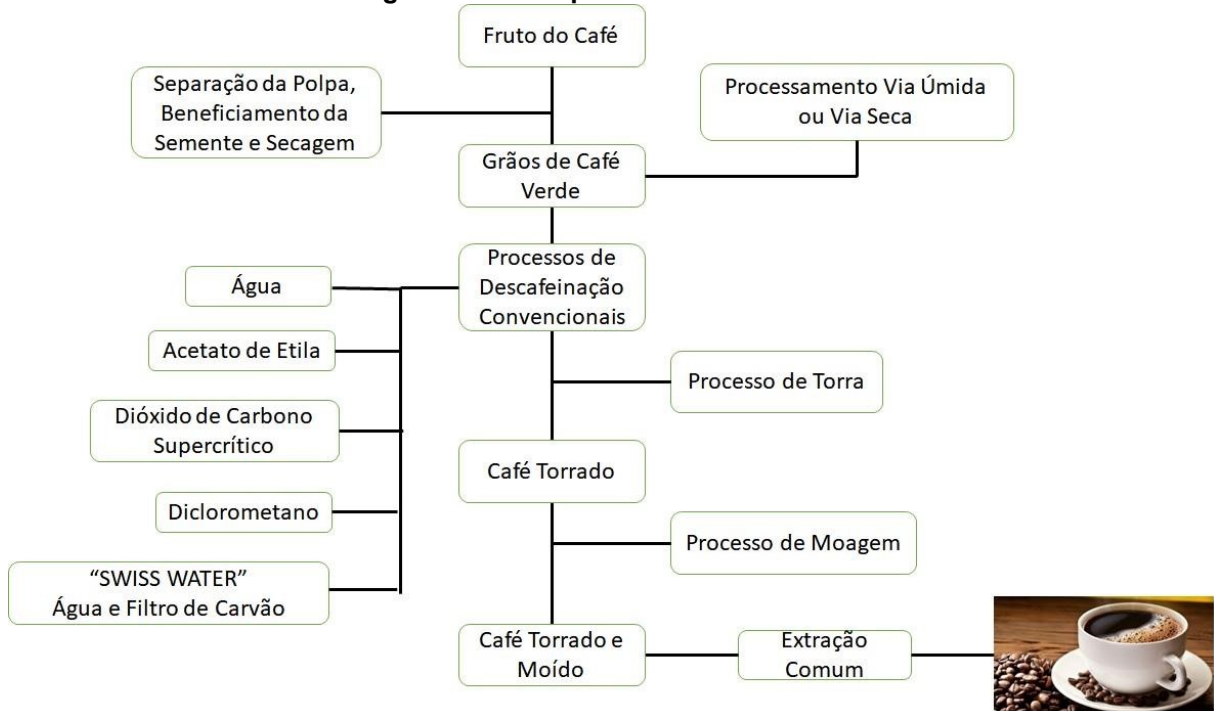 Fruto do Café
Separação da Polpa,
Beneficiamento da
Semente e Secagem
Processamento Via Úmida
ou Via Seca
Grãos de Café
Verde
Processos de
Descafeinação
Convencionais
Água
Acetato de Etila
Dióxido de Carbono
Supercrítico
Diclorometano
“SWISS WATER”
Água e Filtro de Carvão
Processo de Torra
Café Torrado
Processo de Moagem
Café Torrado e
Moído
Extração
Comum